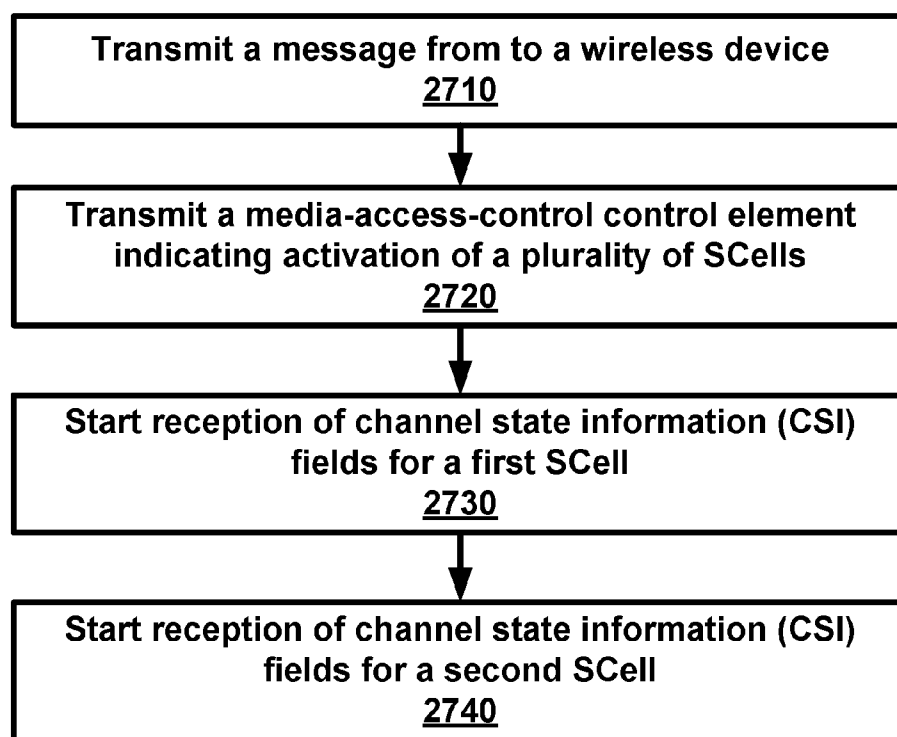 Transmit a message from to a wireless device
2710
Transmit a media-access-control control element
indicating activation of a plurality of SCells
2720
Start reception of channel state information (CSI)
fields for a first SCell
2730
Start reception of channel state information (CSI)
fields for a second SCell
2740